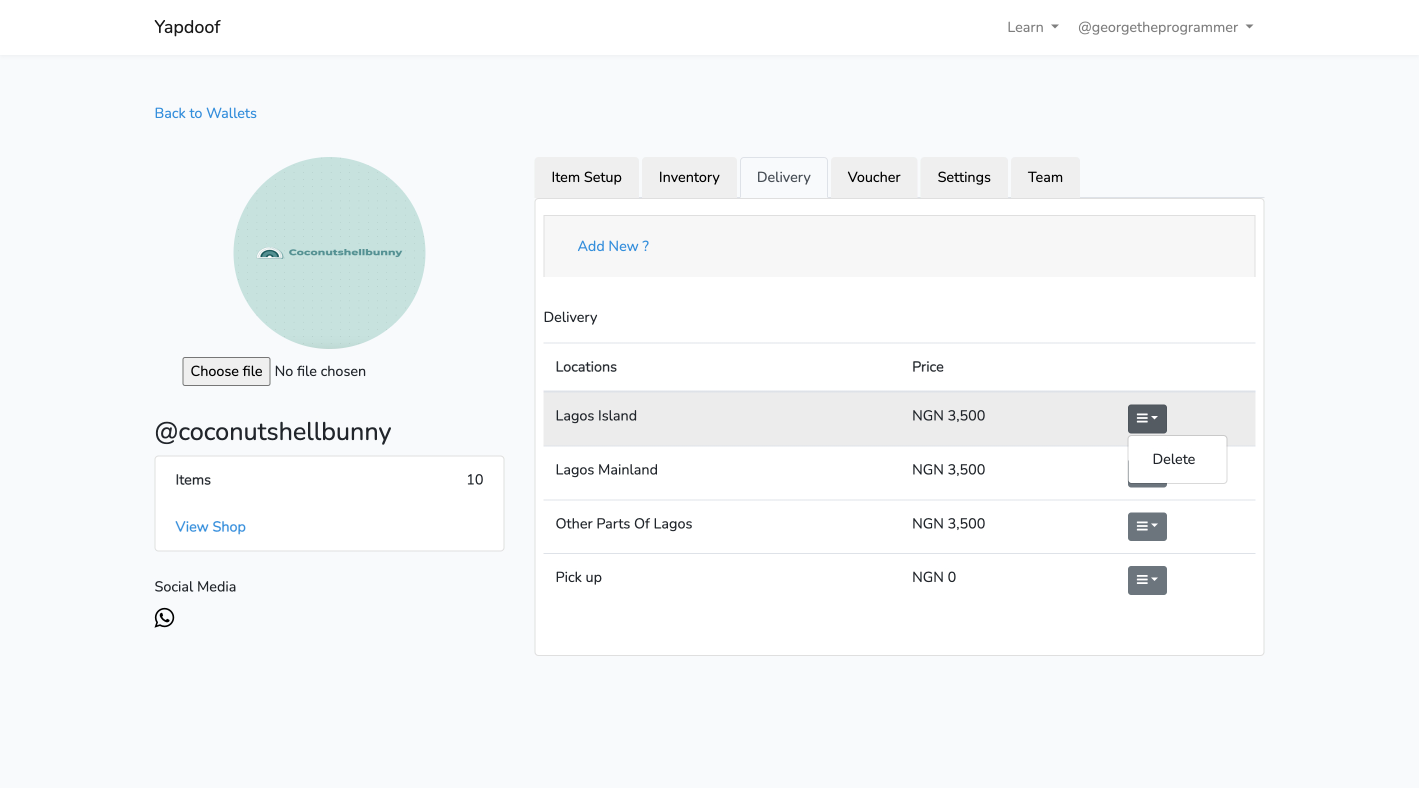 Yapdoof
Learn
@georgetheprogrammer
Back to Wallets
Coconutshellbunny
Choose file No file chosen
@coconutshellbunny
Items 10
View Shop
Social Media
Item Setup Inventory Delivery Voucher Settings Team
Add New ?
Delivery
Locations Price
Lagos Island NGN 3,500
Delete
Lagos Mainland NGN 3,500
Other Parts Of Lagos NGN 3,500
Pick up NGN 0